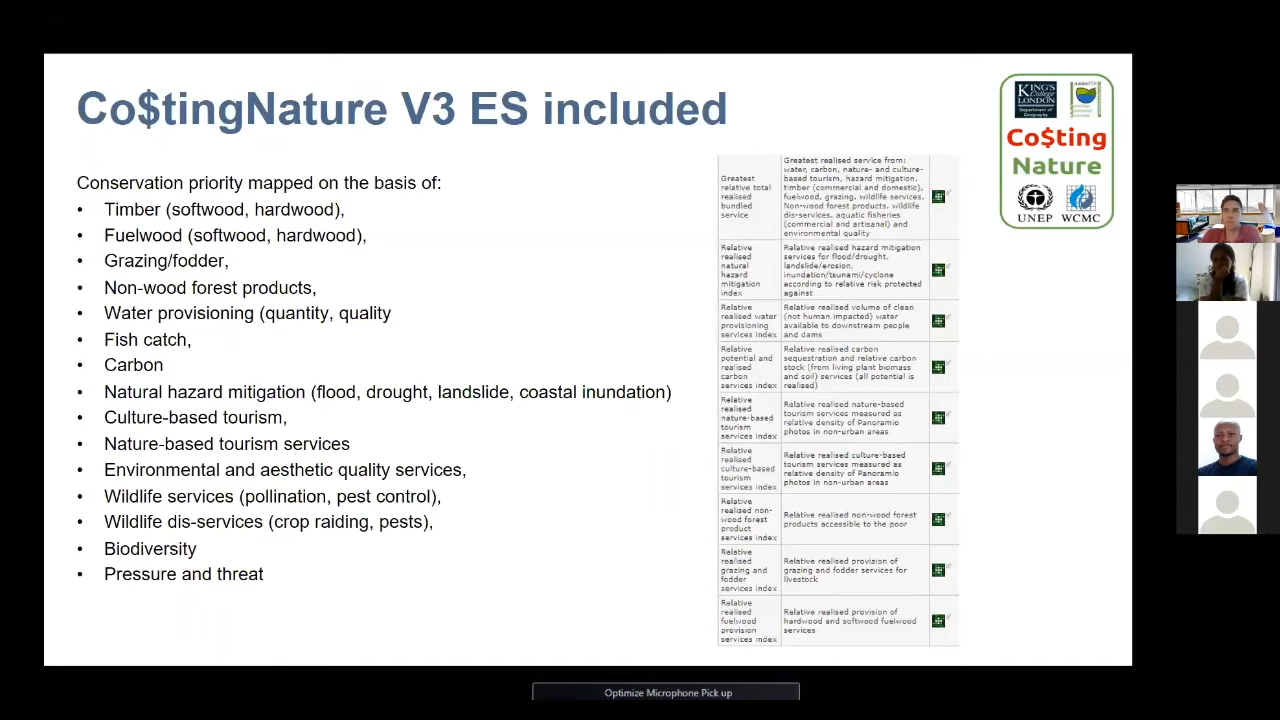 Co$tingNature V3 ES included
Conservation priority mapped on the basis of:
• Timber (softwood, hardwood),
• Fuelwood (softwood, hardwood),
• Grazing/fodder,
• Non-wood forest products,
• Water provisioning (quantity, quality
• Fish catch,
• Carbon
• Natural hazard mitigation (flood, drought, landslide, coastal inundation)
• Culture-based tourism,
• Nature-based tourism services
• Environmental and aesthetic quality services,
• Wildlife services (pollination, pest control),
• Wildlife dis-services (crop raiding, pests),
• Biodiversity
• Pressure and threat
Greatest
relative total
realised
bundled
service
Greatest realised service from:
water, carbon, nature- and culture-
based tourism, hazard mitigation,
timber (commercial and domestic),
fuelwood, grazing, wildlife services,
Non-wood forest products, wildlife
dis-services, aquatic fisheries
(commercial and artisanal) and
environmental quality
Relative
realised
natural
hazard
mitigation
index
Relative realised hazard mitigation
services for flood/drought,
landslide/erosion,
inundation/tsunami/cyclone
according to relative risk protected
against
Relative
realised water
provisioning
services index
Relative realised volume of clean
(not human impacted) water
available to downstream people
and dams
Relative
potential and
realised
carbon
services index
Relative realised carbon
sequestration and relative carbon
stock (from living plant biomass
and soil) services (all potential is
realised)
Relative
realised
nature-based
tourism
services index
Relative realised nature-based
tourism services measured as
relative density of Panoramio
photos in non-urban areas
Relative
realised
culture-based
tourism
services index
Relative realised culture-based
tourism services measured as
relative density of Panoramio
photos in non-urban areas
Relative
realised non-
wood forest
product
services index
Relative realised non-wood forest
products accessible to the poor
Relative
realised
grazing and
fodder
services index
Relative realised provision of
grazing and fodder services for
livestock
Relative
realised
fuelwood
provision
services index
Relative realised provision of
hardwood and softwood fuelwood
services
KING'S
College
LONDON
Department of
Geography
Co$ting
Nature
UNEP WCMC
Optimize Microphone Pick up